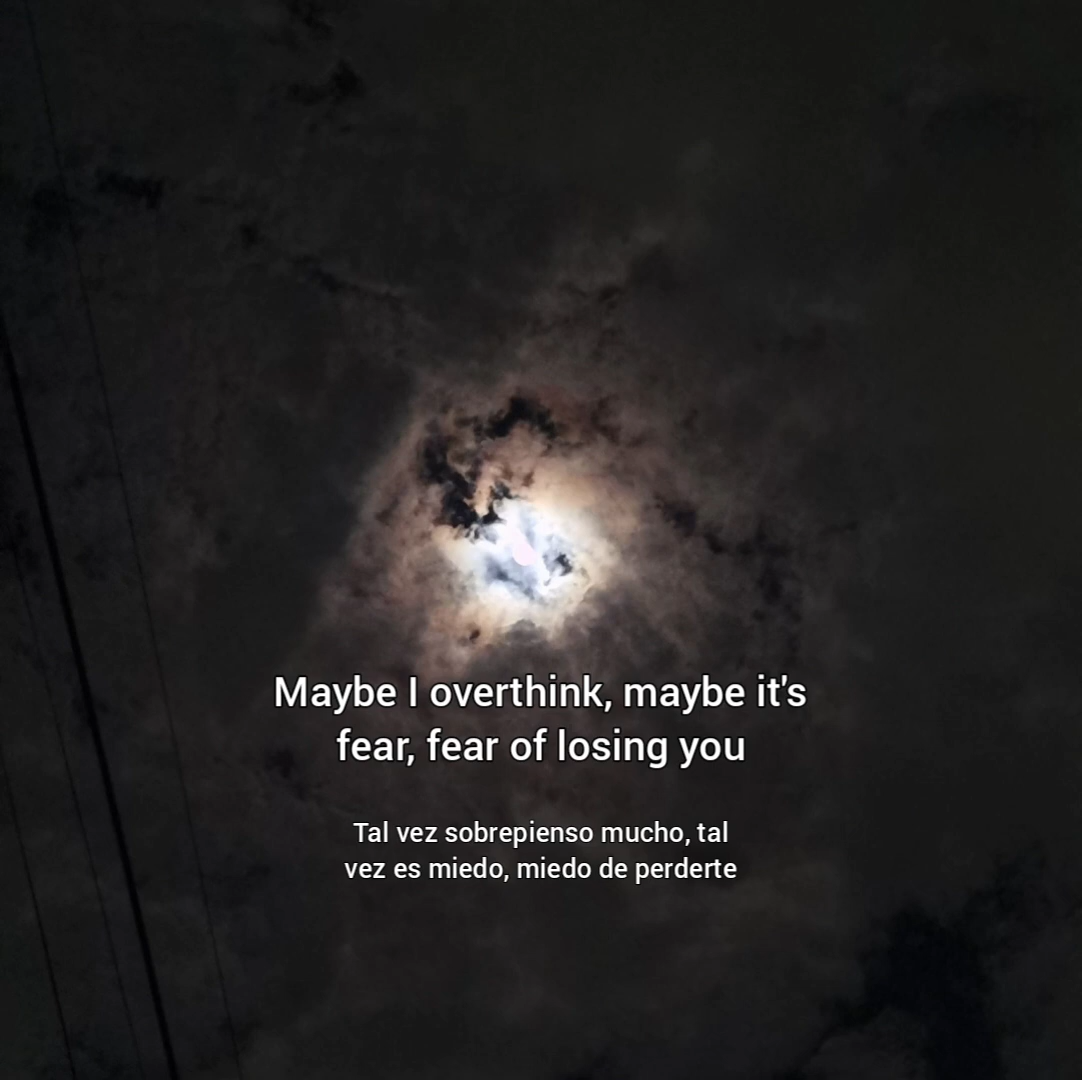 Maybe I overthink, maybe it's
fear, fear of losing you
Tal vez sobrepienso mucho, tal
vez es miedo, miedo de perderte